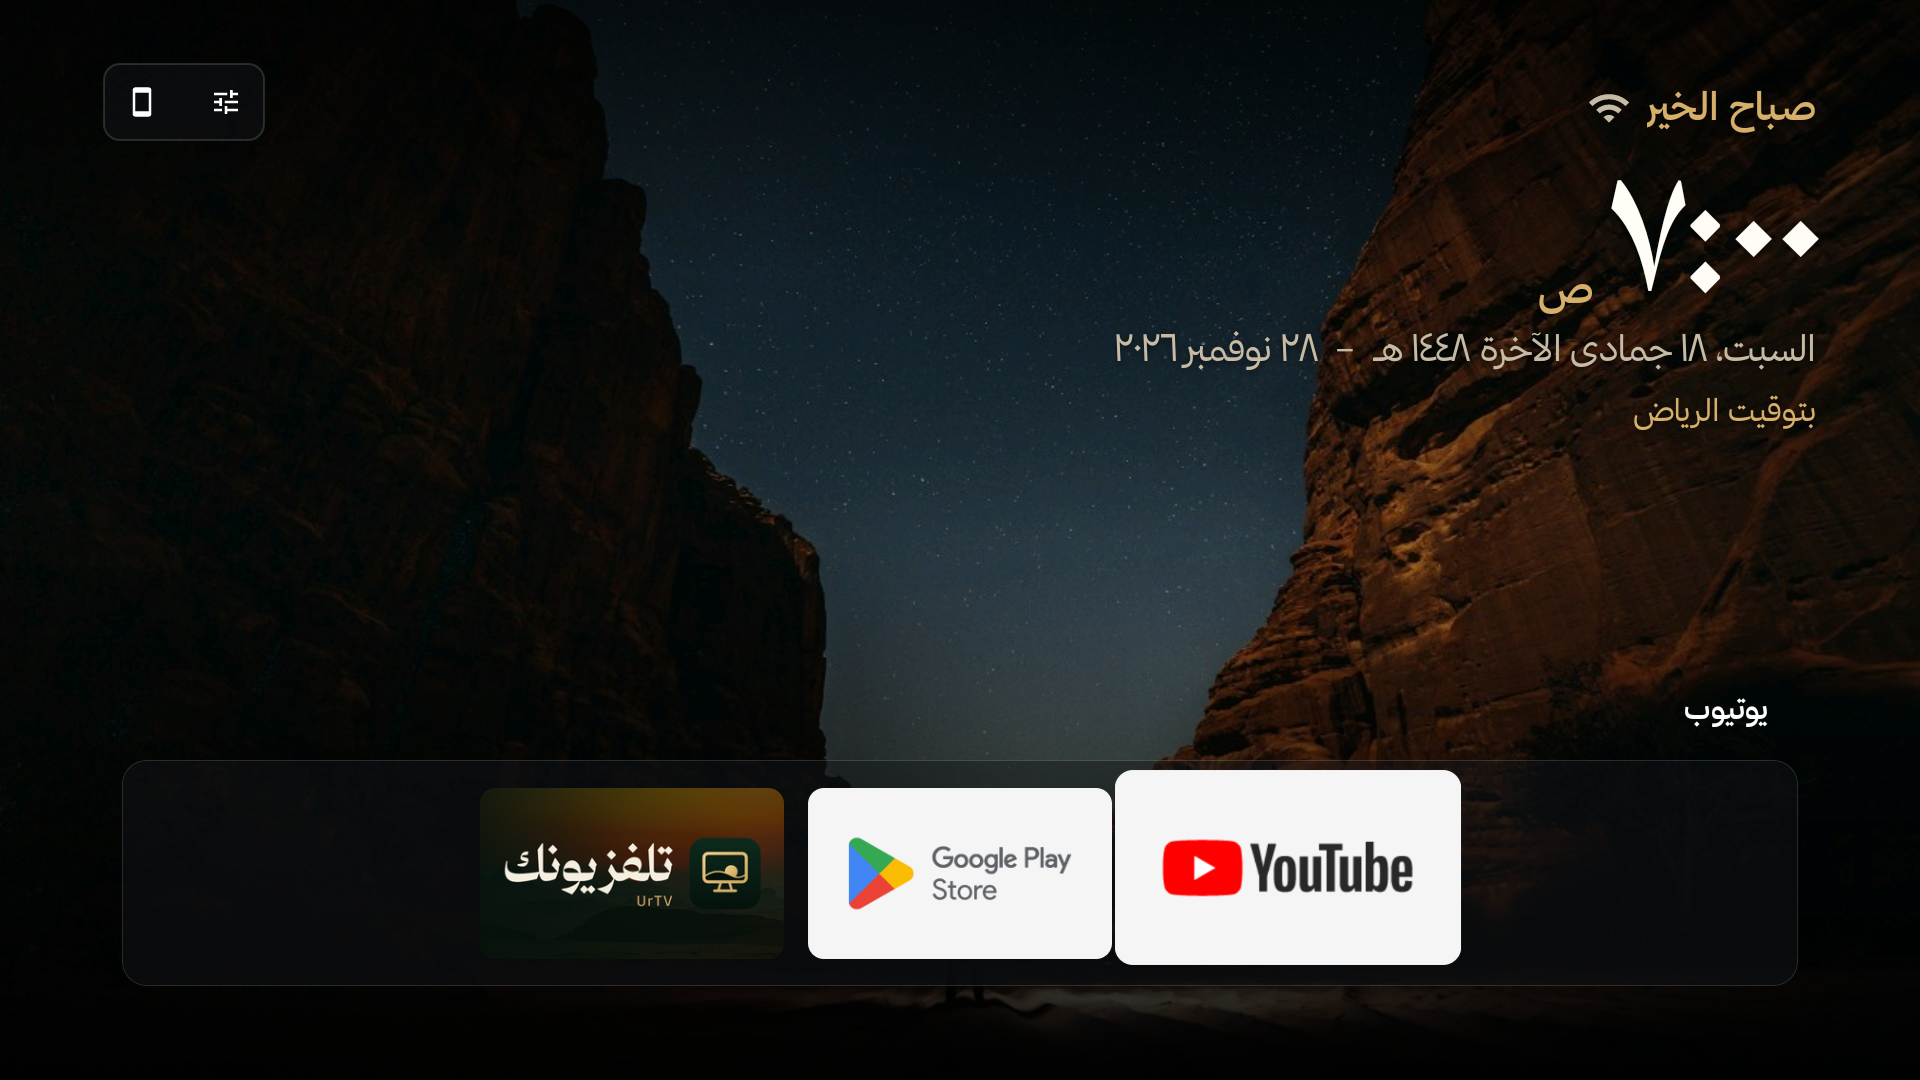 صباح الخير
٧:٠٠ ص
السبت، ١٨ جمادى الآخرة ١٤٤٨ هـ – ٢٨ نوفمبر ٢٠٢٦
بتوقيت الرياض
يوتيوب
YouTube
Google Play
Store
تلفزيونك
UrTV